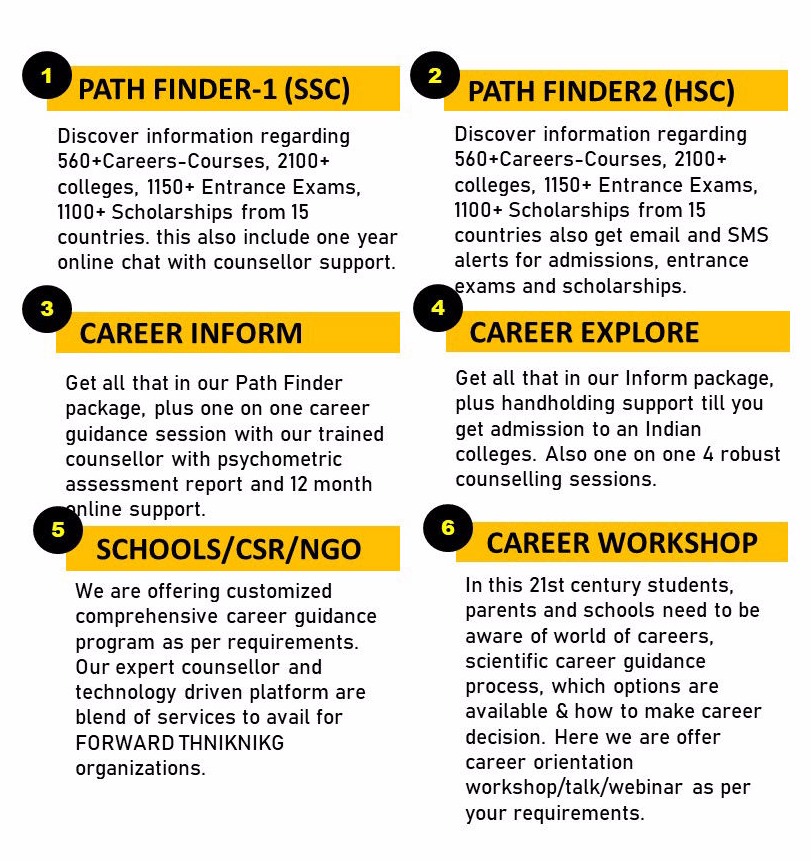 1
PATH FINDER-1 (SSC)
Discover information regarding
560+Careers-Courses, 2100+
colleges, 1150+ Entrance Exams,
1100+ Scholarships from 15
countries. this also include one year
online chat with counsellor support.
2
PATH FINDER2 (HSC)
Discover information regarding
560+Careers-Courses, 2100+
colleges, 1150+ Entrance Exams,
1100+ Scholarships from 15
countries also get email and SMS
alerts for admissions, entrance
exams and scholarships.
3
CAREER INFORM
Get all that in our Path Finder
package, plus one on one career
guidance session with our trained
counsellor with psychometric
assessment report and 12 month
online support.
4
CAREER EXPLORE
Get all that in our Inform package,
plus handholding support till you
get admission to an Indian
colleges. Also one on one 4 robust
counselling sessions.
5
SCHOOLS/CSR/NGO
We are offering customized
comprehensive career guidance
program as per requirements.
Our expert counsellor and
technology driven platform are
blend of services to avail for
FORWARD THNIKNIKG
organizations.
6
CAREER WORKSHOP
In this 21st century students,
parents and schools need to be
aware of world of careers,
scientific career guidance
process, which options are
available & how to make career
decision. Here we are offer
career orientation
workshop/talk/webinar as per
your requirements.